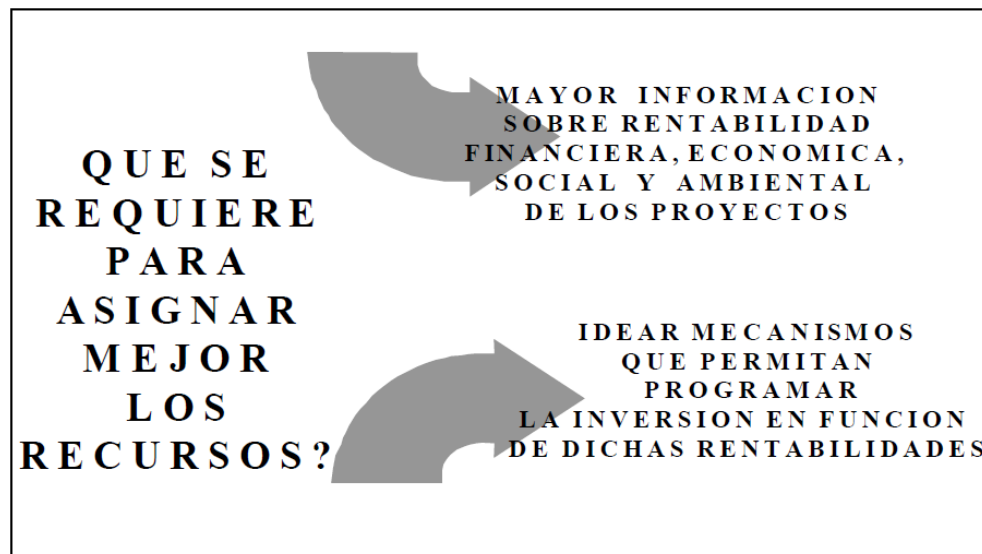 QUE SE
REQUIERE
PARA
ASIGNAR
MEJOR
LOS
RECURSOS?
MAYOR INFORMACION
SOBRE RENTABILIDAD
FINANCIERA, ECONOMICA,
SOCIAL Y AMBIENTAL
DE LOS PROYECTOS
IDEAR MECANISMOS
QUE PERMITAN
PROGRAMAR
LA INVERSION EN FUNCION
DE DICHAS RENTABILIDADES